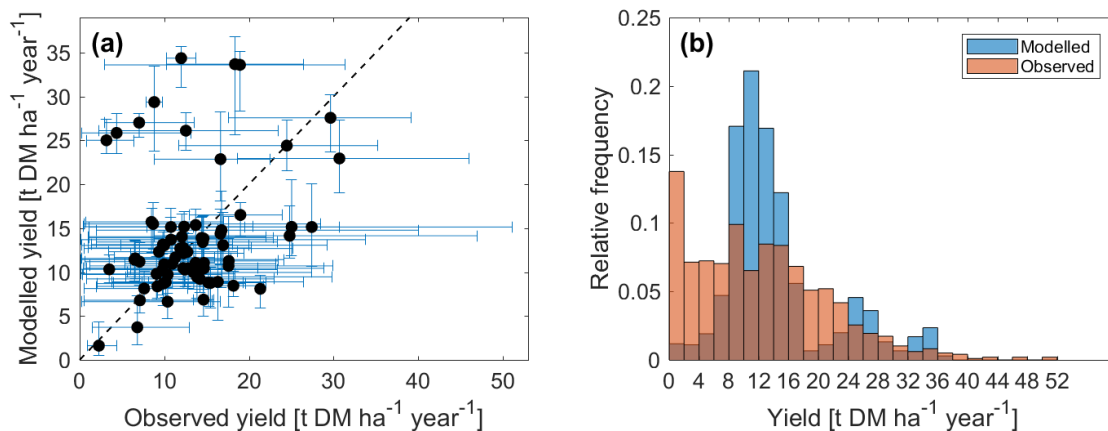 (a)
Modelled yield [t DM ha⁻¹ year⁻¹]
35
30
25
20
15
10
5
0
0 10 20 30 40 50
Observed yield [t DM ha⁻¹ year⁻¹]
(b)
Modelled
Observed
Relative frequency
0.25
0.2
0.15
0.1
0.05
0
0 4 8 12 16 20 24 28 32 36 40 44 48 52
Yield [t DM ha⁻¹ year⁻¹]